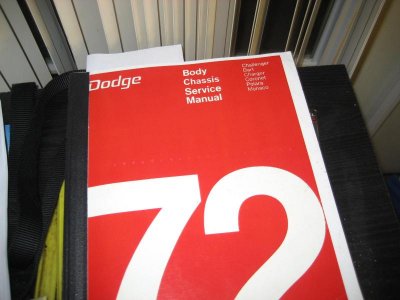 Dodge
Body
Chassis
Service
Manual
Challenger
Dart
Charger
Coronet
Polara
Monaco
72